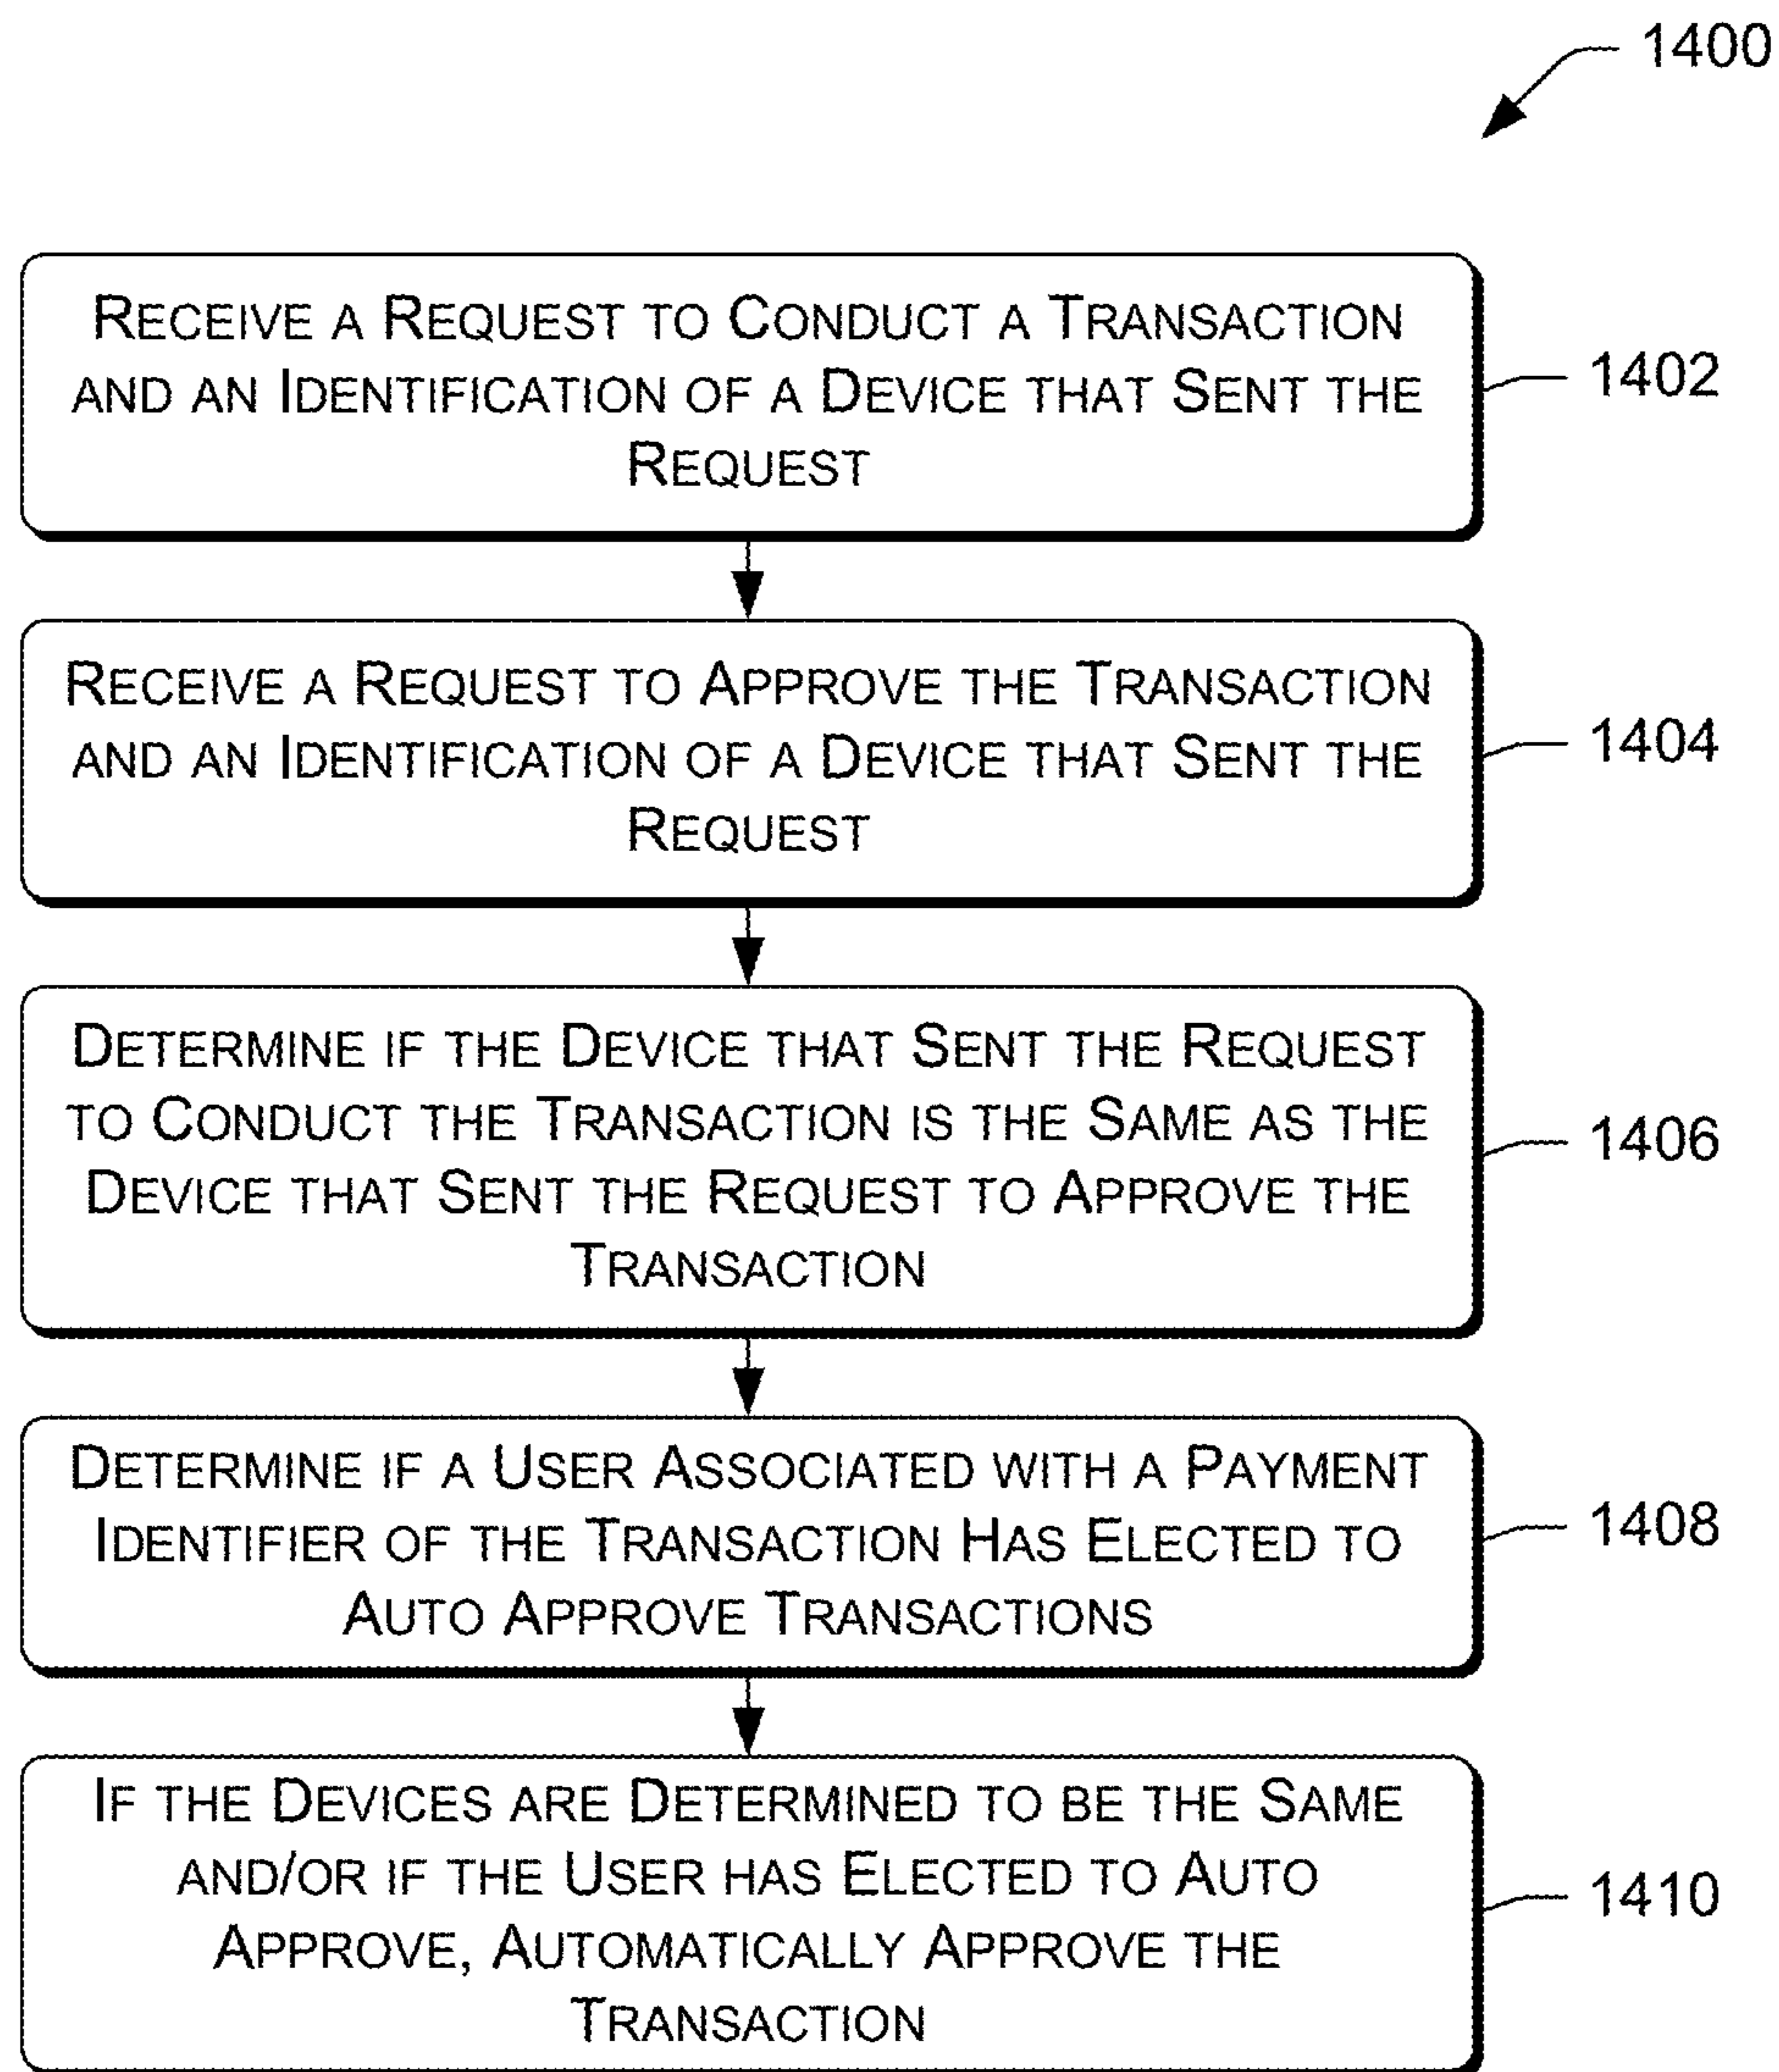 1400
RECEIVE A REQUEST TO CONDUCT A TRANSACTION
AND AN IDENTIFICATION OF A DEVICE THAT SENT THE
REQUEST
1402
RECEIVE A REQUEST TO APPROVE THE TRANSACTION
AND AN IDENTIFICATION OF A DEVICE THAT SENT THE
REQUEST
1404
DETERMINE IF THE DEVICE THAT SENT THE REQUEST
TO CONDUCT THE TRANSACTION IS THE SAME AS THE
DEVICE THAT SENT THE REQUEST TO APPROVE THE
TRANSACTION
1406
DETERMINE IF A USER ASSOCIATED WITH A PAYMENT
IDENTIFIER OF THE TRANSACTION HAS ELECTED TO
AUTO APPROVE TRANSACTIONS
1408
IF THE DEVICES ARE DETERMINED TO BE THE SAME
AND/OR IF THE USER HAS ELECTED TO AUTO
APPROVE, AUTOMATICALLY APPROVE THE
TRANSACTION
1410